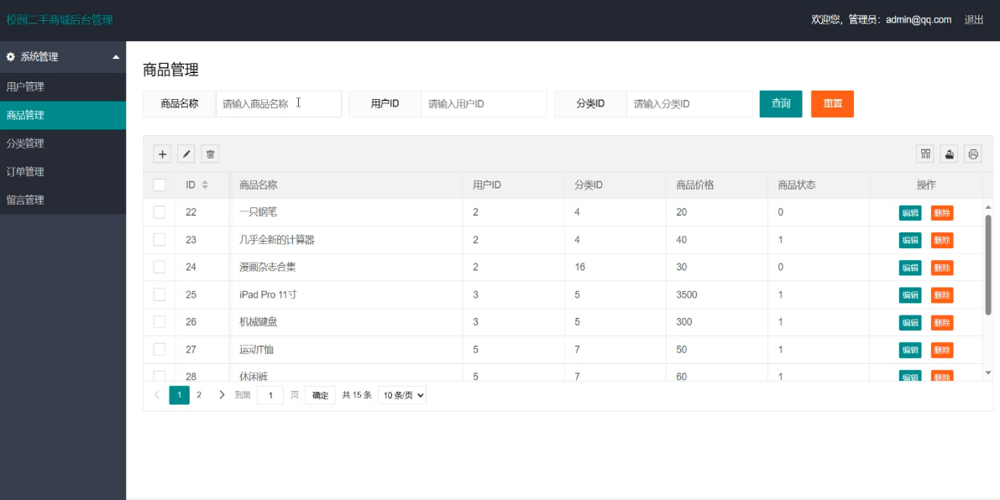 校园二手商城后台管理
欢迎您，管理员：admin@qq.com 退出
系统管理
用户管理
商品管理
分类管理
订单管理
留言管理
商品管理
商品名称 请输入商品名称 用户ID 请输入用户ID 分类ID 请输入分类ID 查询 重置
ID 商品名称 用户ID 分类ID 商品价格 商品状态 操作
22 一只钢笔 2 4 20 0 编辑 删除
23 几乎全新的计算器 2 4 40 1 编辑 删除
24 漫画杂志合集 2 16 30 0 编辑 删除
25 iPad Pro 11寸 3 5 3500 1 编辑 删除
26 机械键盘 3 5 300 1 编辑 删除
27 运动T恤 5 7 50 1 编辑 删除
28 休闲裤 5 7 60 1 编辑 删除
1 2 到第 1 页 确定 共 15 条 10 条/页